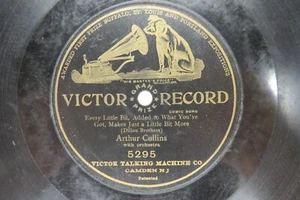 AWARDED FIRST PRIZE BUFFALO, ST. LOUIS AND PORTLAND EXPOSITIONS
"HIS MASTER'S VOICE"
VICTOR RECORD
GRAND PRIZE
COMIC SONG
Every Little Bit, Added to What You've
Got, Makes Just a Little Bit More
(Dillon Brothers)
Arthur Collins
with orchestra
5295
VICTOR TALKING MACHINE CO
CAMDEN N J
Patented